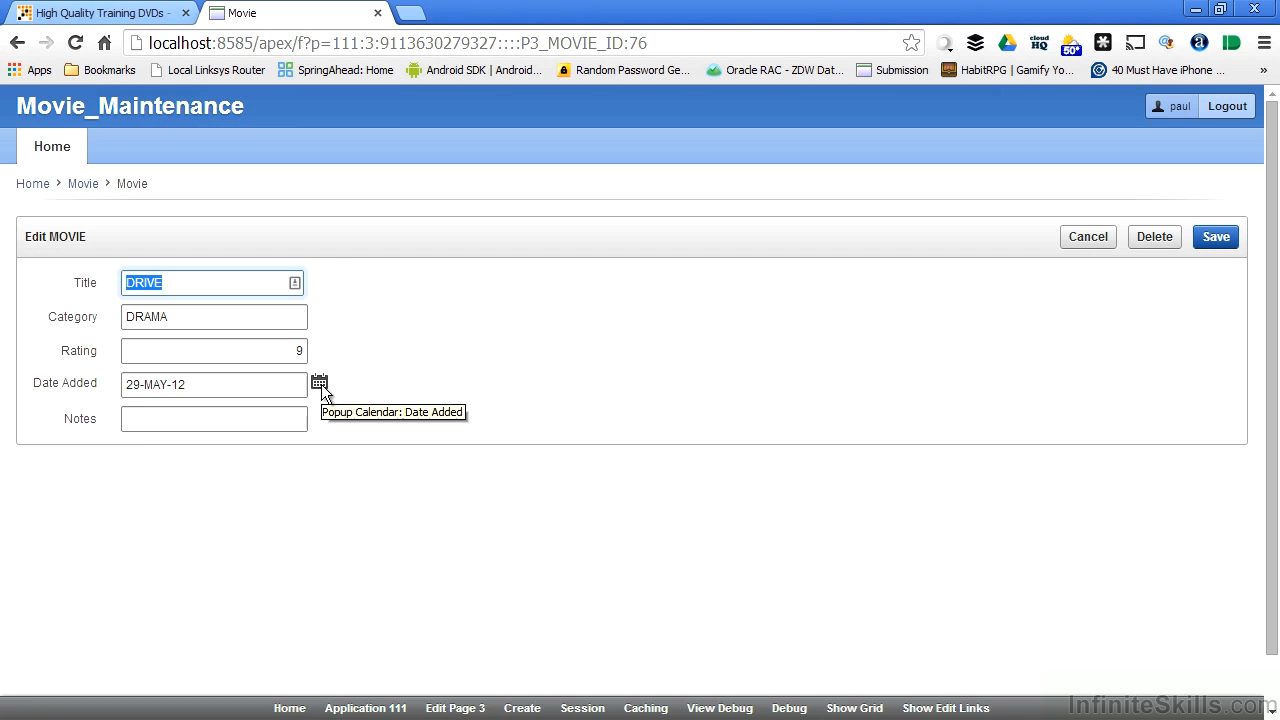 High Quality Training DVDs -
Movie
localhost:8585/apex/f?p=111:3:9113630278327::::P3_MOVIE_ID:76
cloud
HQ
50°
Apps
Bookmarks
Local Linksys Router
SpringAhead: Home
Android SDK | Android...
Random Password Ge...
Oracle RAC - ZDW Dat...
Submission
HabitRPG | Gamify Yo...
40 Must Have iPhone ...
»
Movie_Maintenance
paul
Logout
Home
Home > Movie > Movie
Edit MOVIE
Cancel
Delete
Save
Title DRIVE
Category DRAMA
Rating 9
Date Added 29-MAY-12
Popup Calendar: Date Added
Notes
Home Application 111 Edit Page 3 Create Session Caching View Debug Debug Show Grid Show Edit Links
InfiniteSkills.com